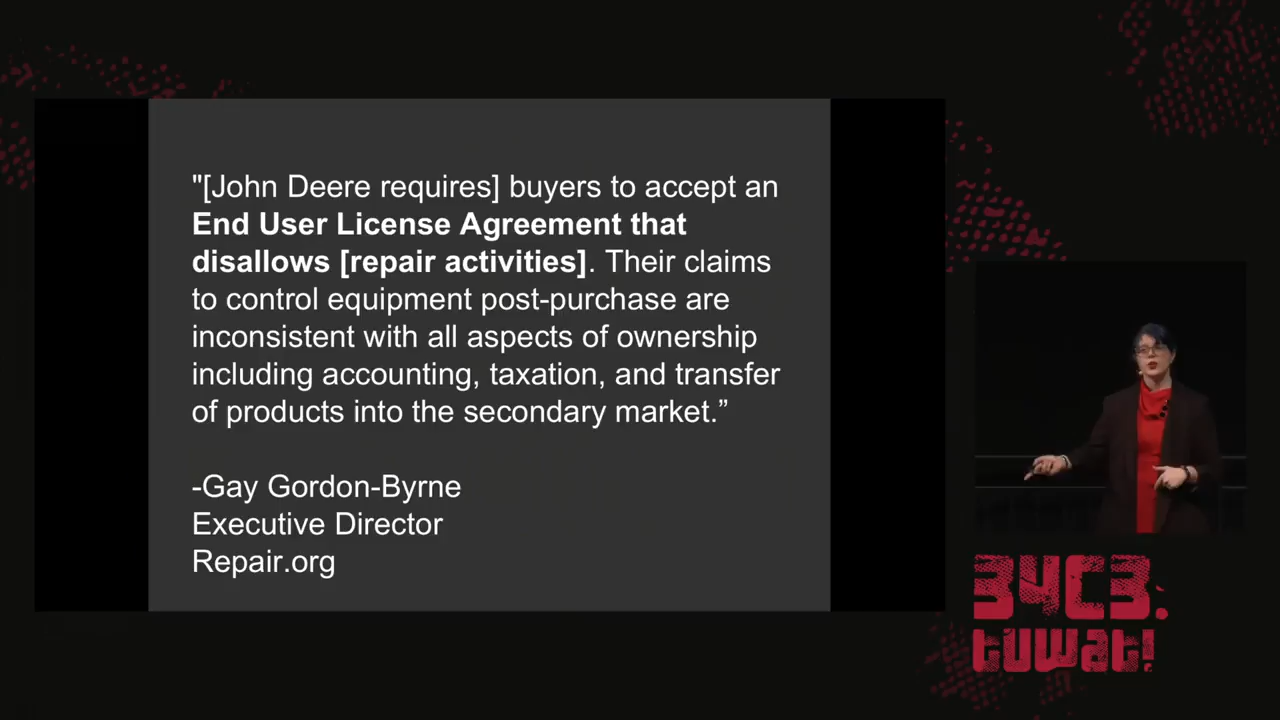 "[John Deere requires] buyers to accept an
End User License Agreement that
disallows [repair activities]. Their claims
to control equipment post-purchase are
inconsistent with all aspects of ownership
including accounting, taxation, and transfer
of products into the secondary market.”
-Gay Gordon-Byrne
Executive Director
Repair.org
34C3.
tuwat!